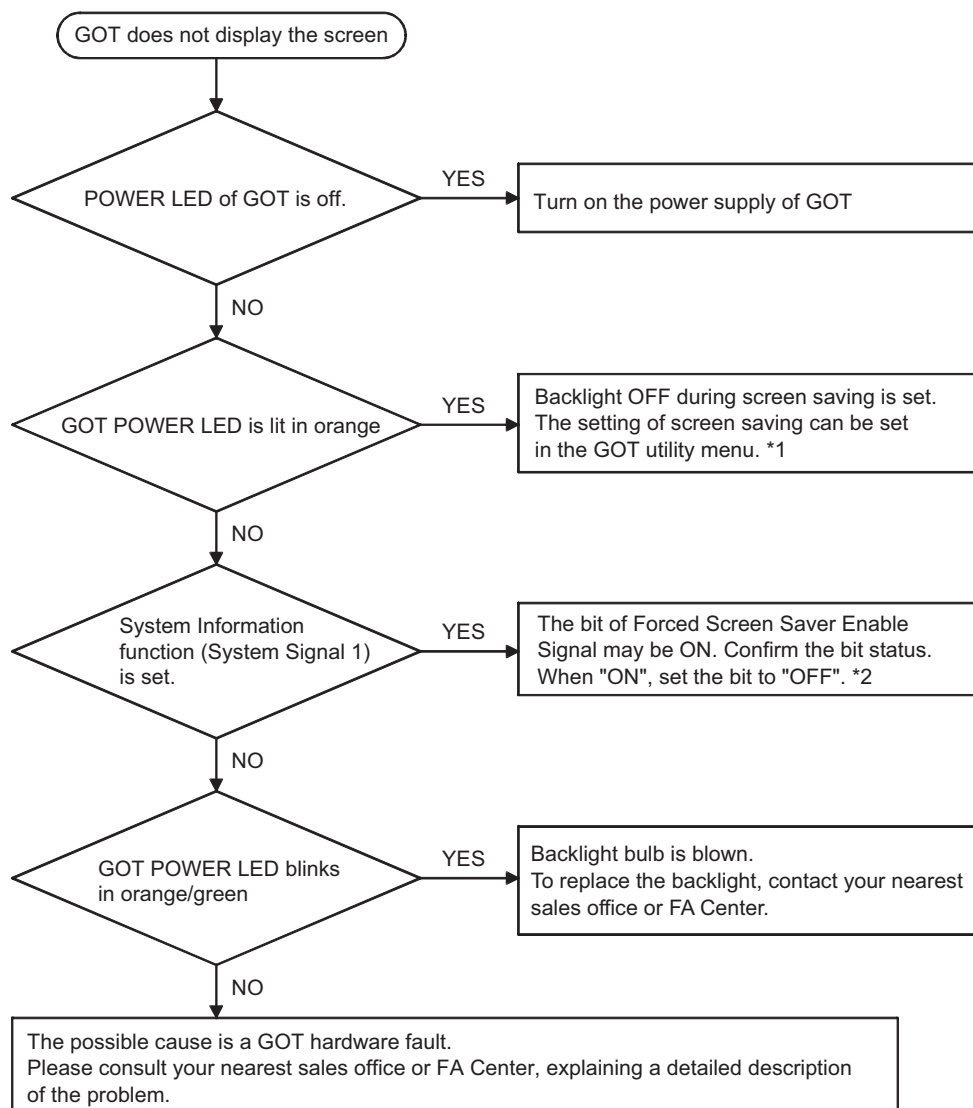 GOT does not display the screen
POWER LED of GOT is off.
YES
Turn on the power supply of GOT
NO
GOT POWER LED is lit in orange
YES
Backlight OFF during screen saving is set.
The setting of screen saving can be set
in the GOT utility menu. *1
NO
System Information
function (System Signal 1)
is set.
YES
The bit of Forced Screen Saver Enable
Signal may be ON. Confirm the bit status.
When "ON", set the bit to "OFF". *2
NO
GOT POWER LED blinks
in orange/green
YES
Backlight bulb is blown.
To replace the backlight, contact your nearest
sales office or FA Center.
NO
The possible cause is a GOT hardware fault.
Please consult your nearest sales office or FA Center, explaining a detailed description
of the problem.